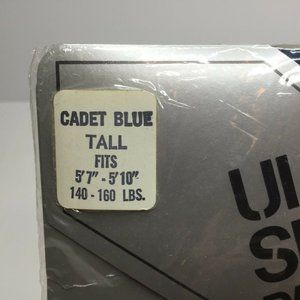 CADET BLUE
TALL
FITS
5'7" - 5'10"
140 - 160 LBS.